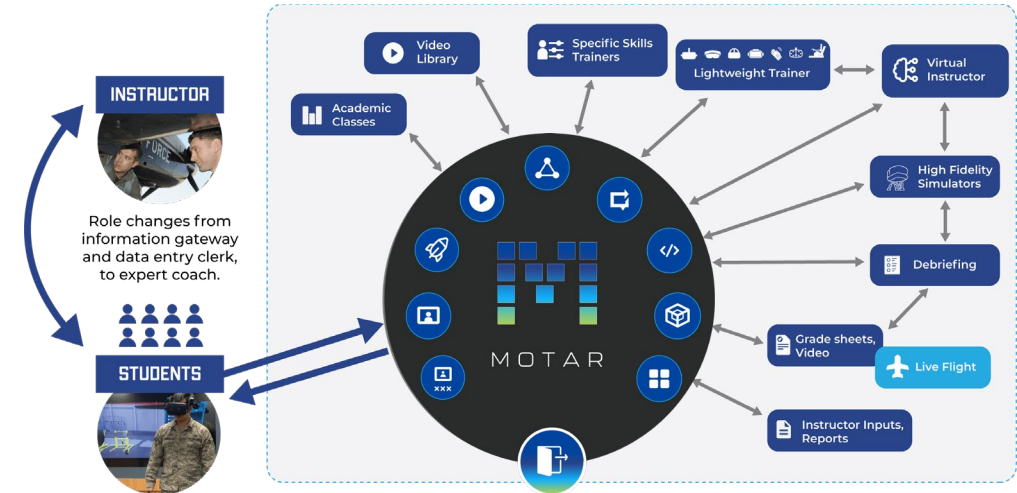 INSTRUCTOR
FORCE
Role changes from
information gateway
and data entry clerk,
to expert coach.
STUDENTS
Academic
Classes
Video
Library
Specific Skills
Trainers
Lightweight Trainer
Virtual
Instructor
High Fidelity
Simulators
Debriefing
Grade sheets,
Video
Live Flight
Instructor Inputs,
Reports
</>
xxx
MOTAR